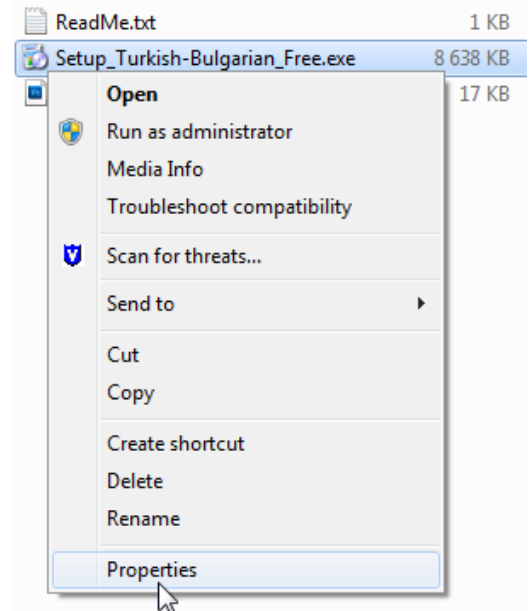 ReadMe.txt 1 KB
Setup_Turkish-Bulgarian_Free.exe 8 638 KB
17 KB
Open
Run as administrator
Media Info
Troubleshoot compatibility
Scan for threats...
Send to
Cut
Copy
Create shortcut
Delete
Rename
Properties